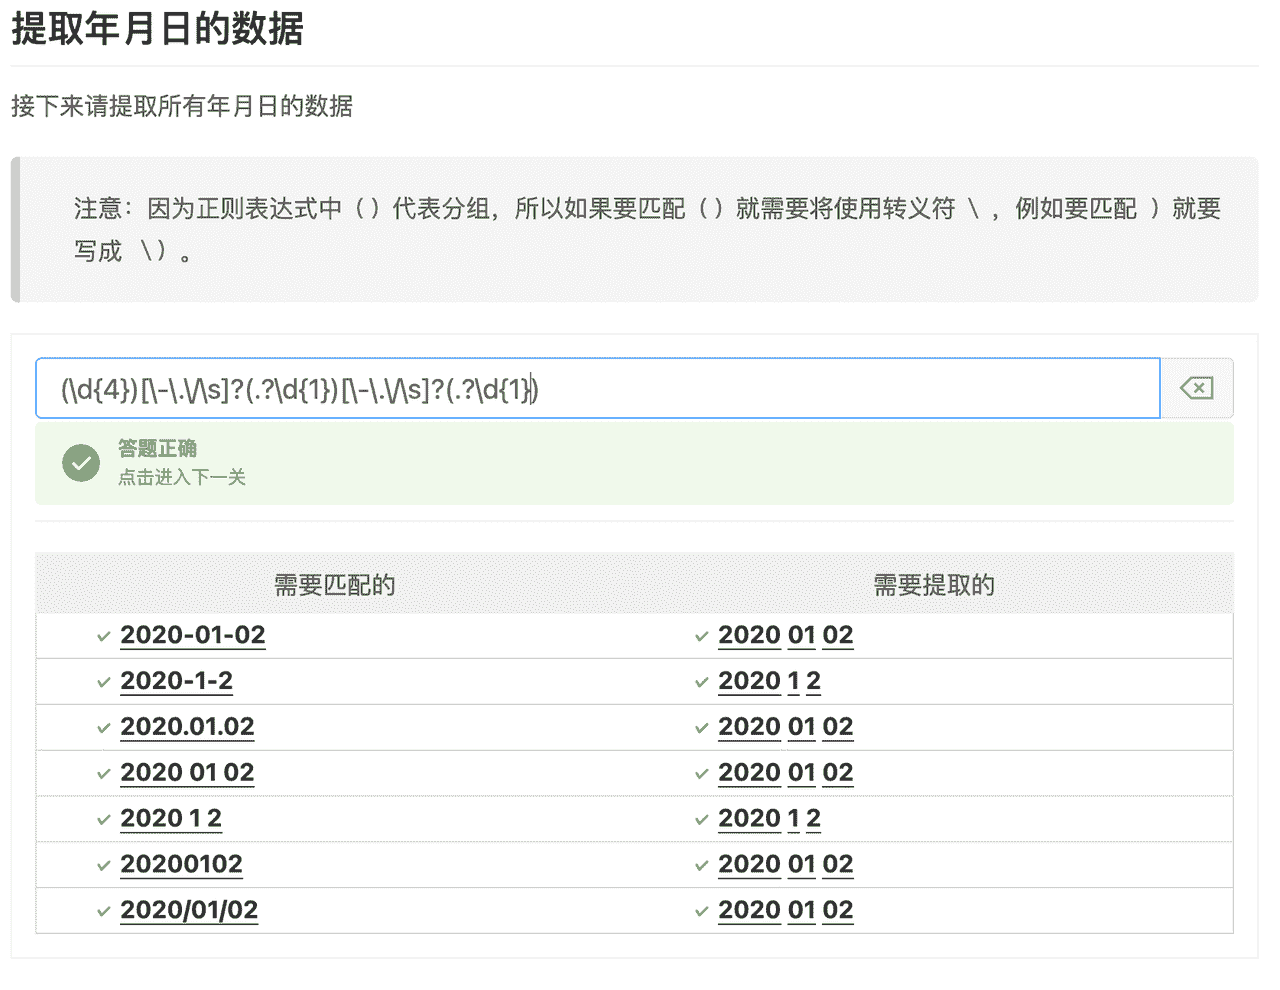 提取年月日的数据
接下来请提取所有年月日的数据
注意：因为正则表达式中（）代表分组，所以如果要匹配（）就需要将使用转义符 \ ，例如要匹配 ）就要
写成 \）。
(\d{4})[\-\.\/\s]?(.?\d{1})[\-\.\/\s]?(.?\d{1})
答题正确
点击进入下一关
需要匹配的 需要提取的
2020-01-02 2020 01 02
2020-1-2 2020 1 2
2020.01.02 2020 01 02
2020 01 02 2020 01 02
2020 1 2 2020 1 2
20200102 2020 01 02
2020/01/02 2020 01 02